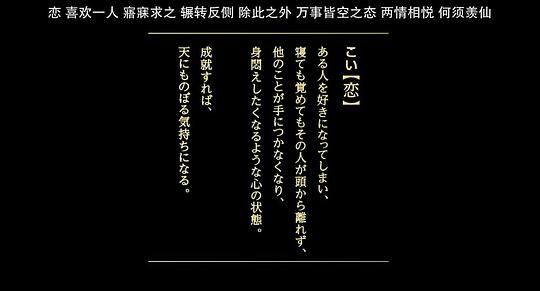 恋 喜欢一人 寤寐求之 辗转反侧 除此之外 万事皆空之态 两情相悦 何须羡仙
こい【恋】
ある人を好きになってしまい、
寝ても覚めてもその人が頭から離れず、
他のことが手につかなくなり、
身悶えしたくなるような心の状態。
成就すれば、
天にものぼる気持ちになる。